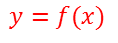 y = f(x)